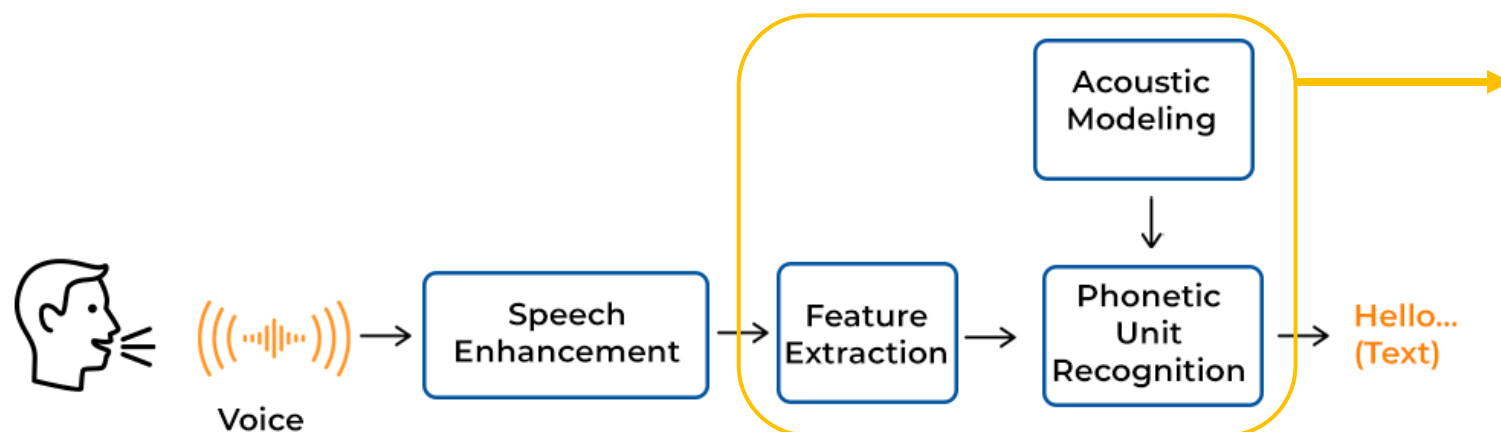 Acoustic
Modeling
Voice
Speech
Enhancement
Feature
Extraction
Phonetic
Unit
Recognition
Hello...
(Text)